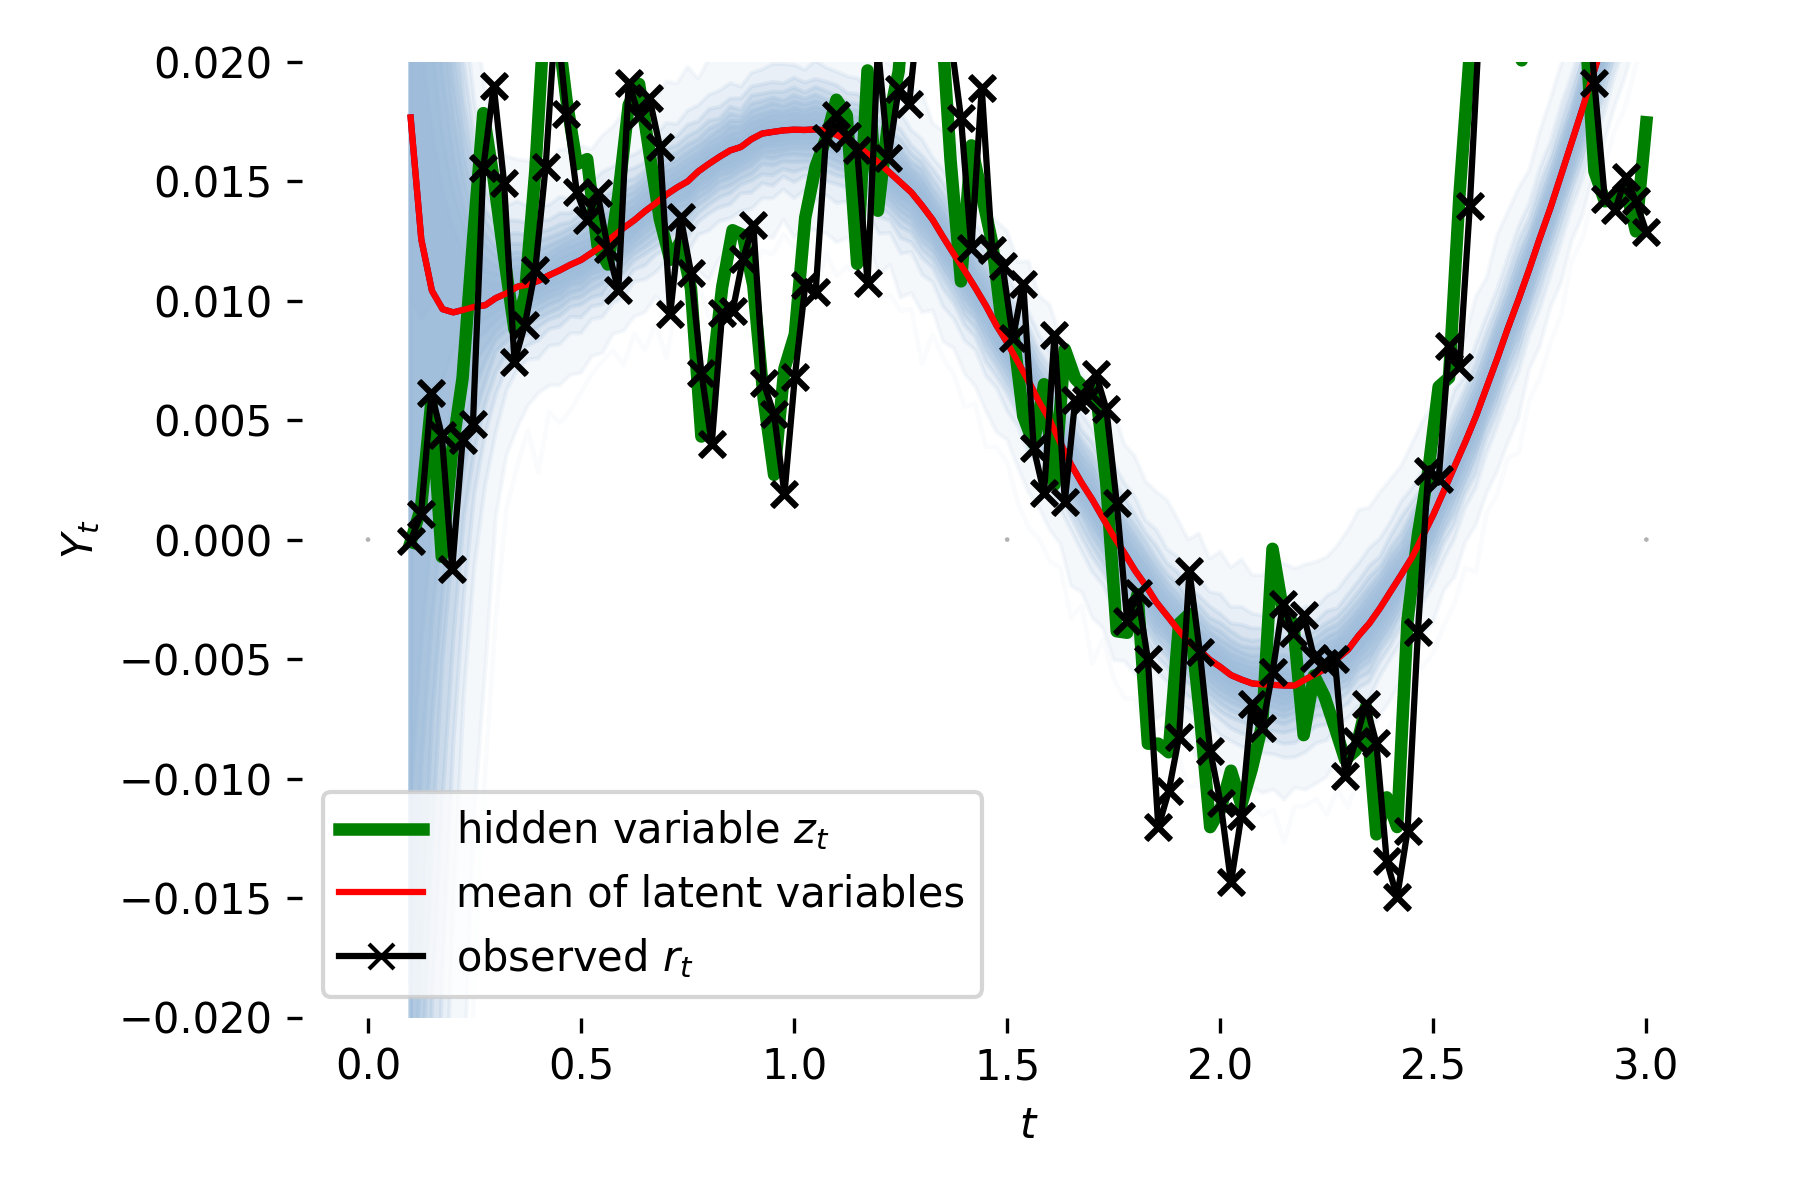 0.020
0.015
0.010
0.005
0.000
−0.005
−0.010
−0.015
−0.020
Y_t
hidden variable z_t
mean of latent variables
observed r_t
0.0 0.5 1.0 1.5 2.0 2.5 3.0
t